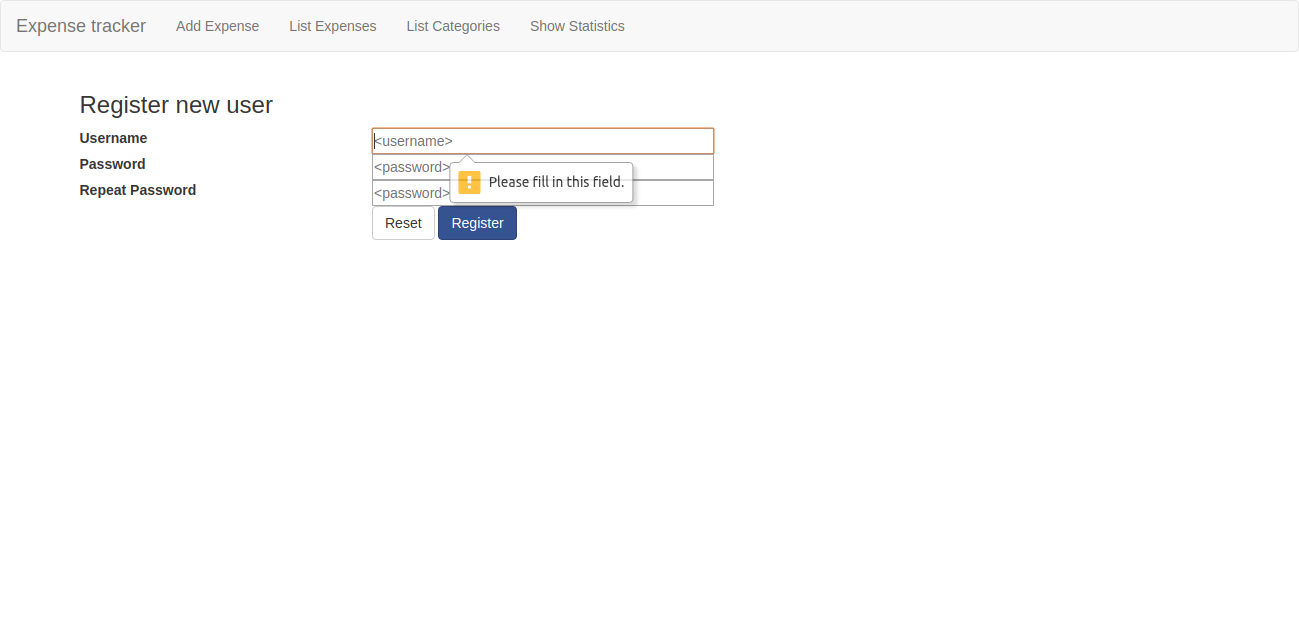 Expense tracker Add Expense List Expenses List Categories Show Statistics
Register new user
Username <username>
Password <password>
Please fill in this field.
Repeat Password <password>
Reset Register